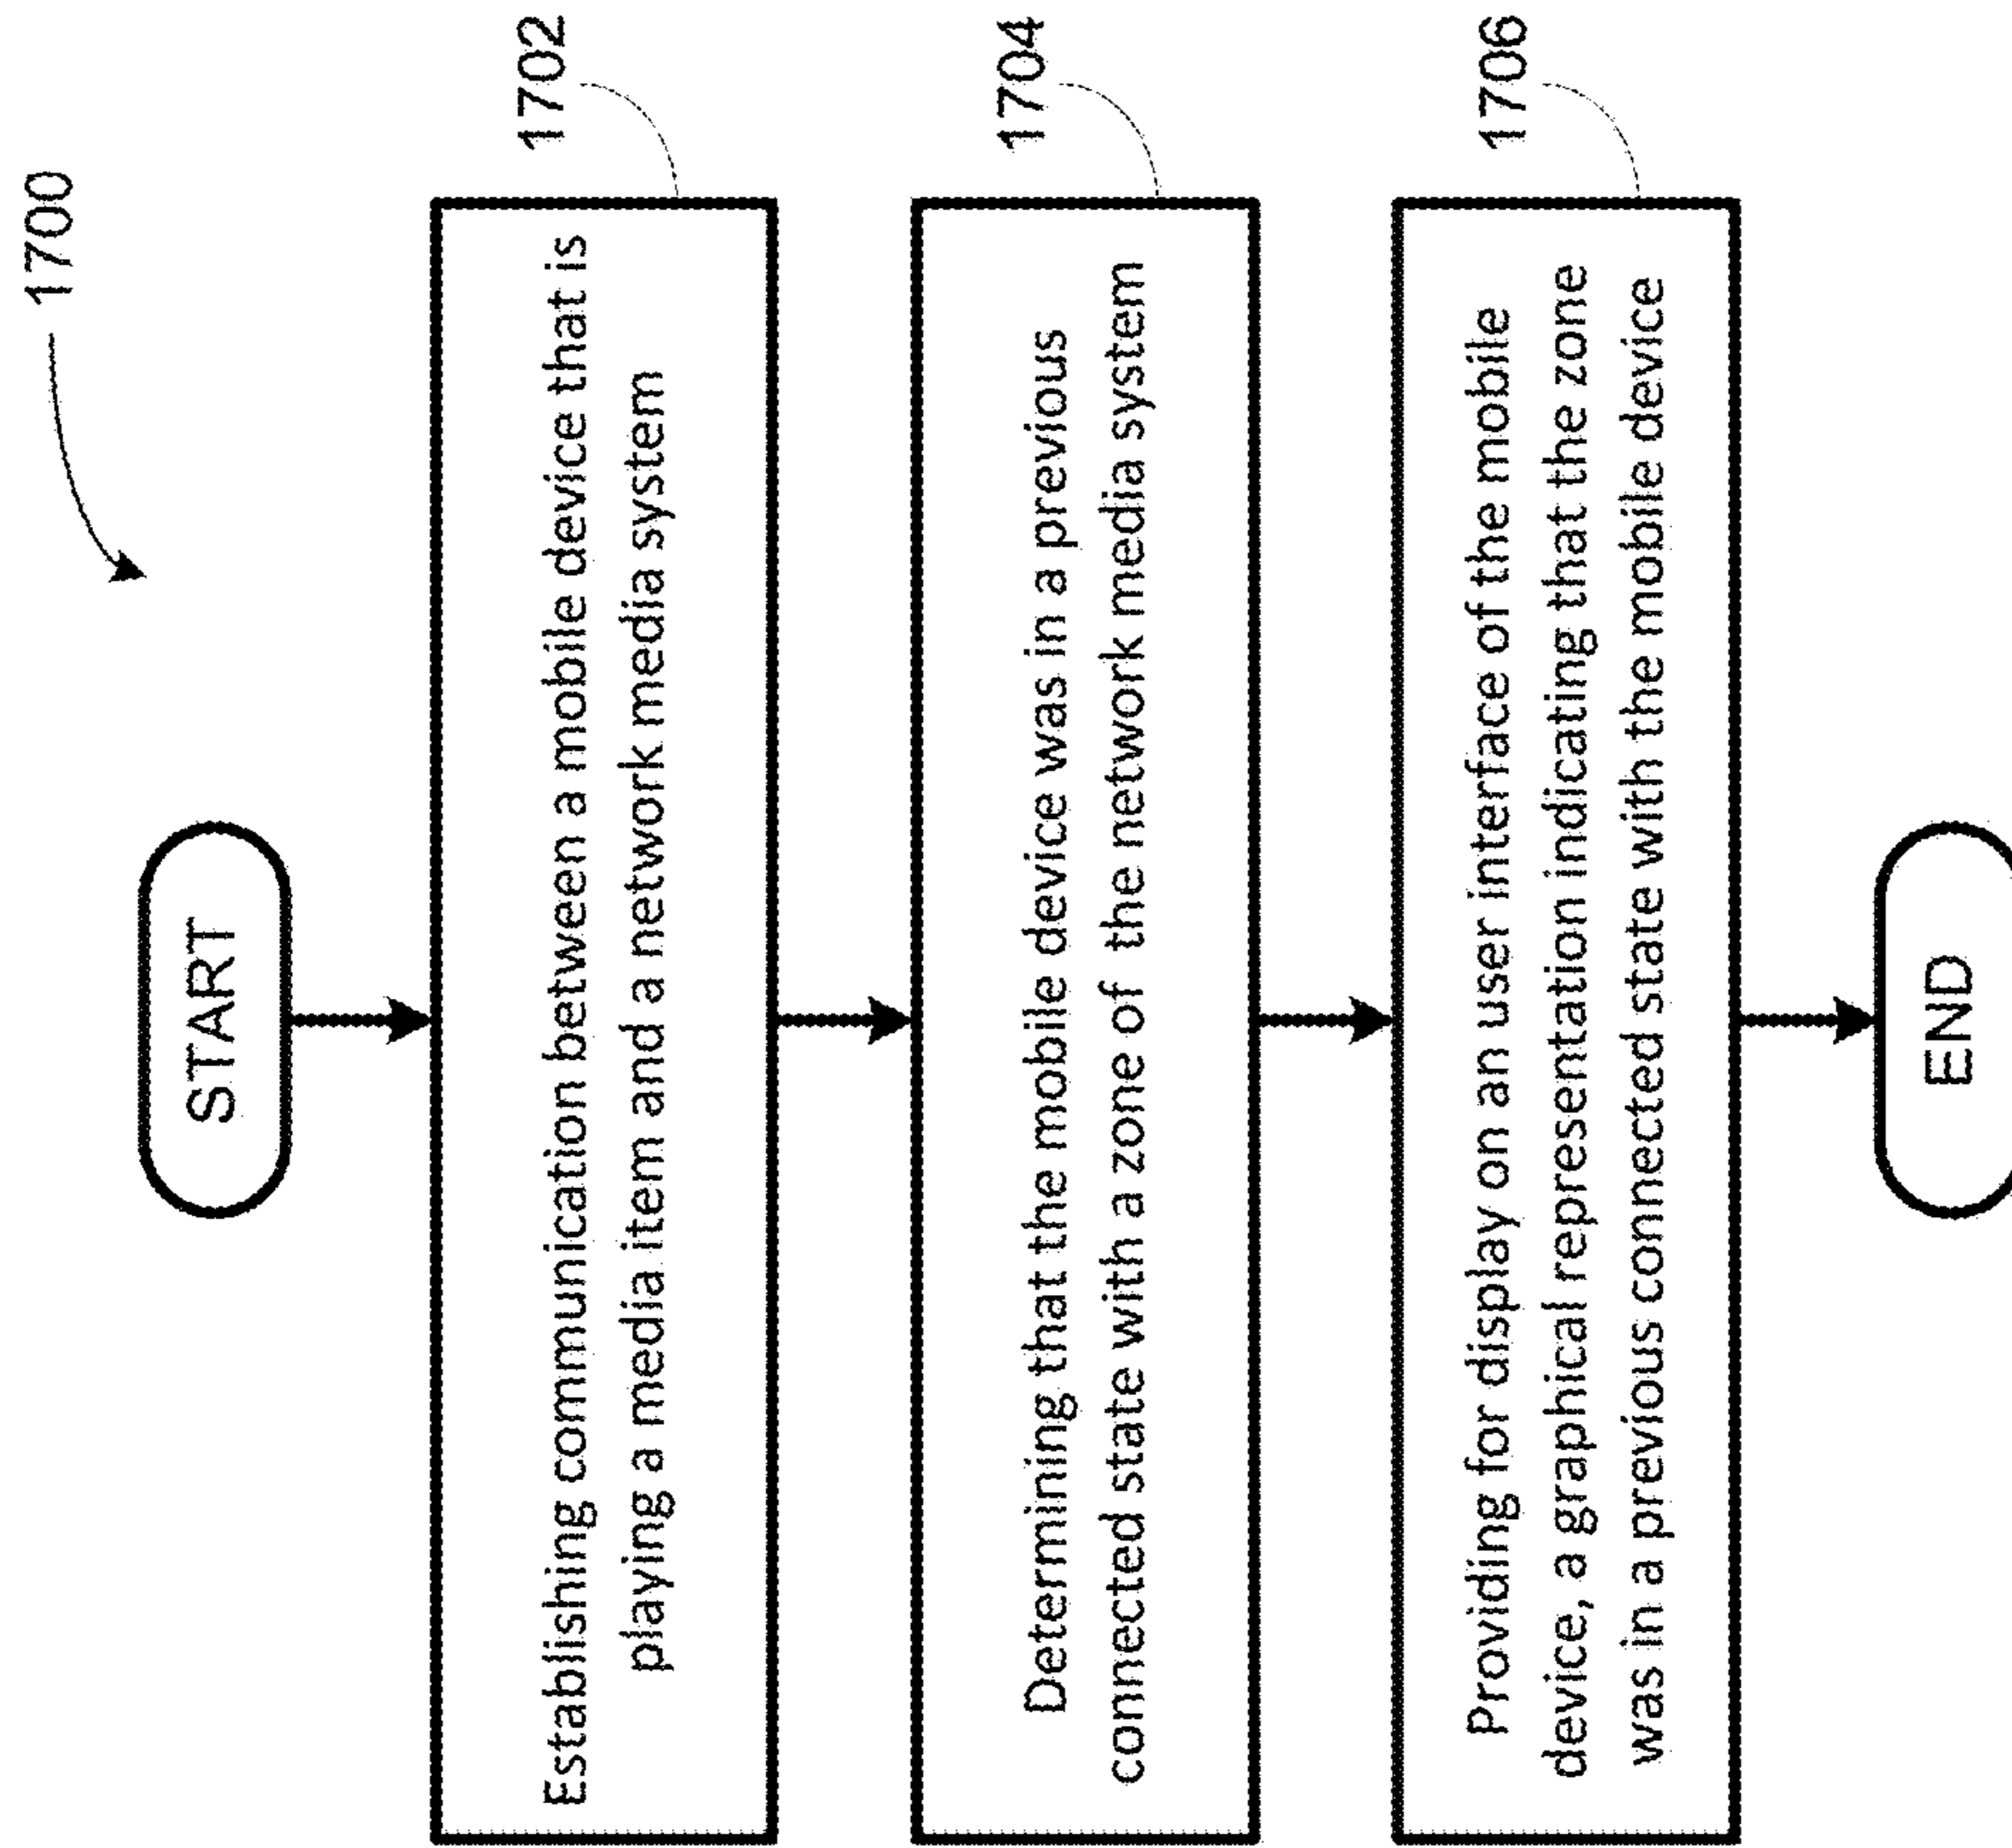 1700
START
Establishing communication between a mobile device that is
playing a media item and a network media system
1702
Determining that the mobile device was in a previous
connected state with a zone of the network media system
1704
Providing for display on an user interface of the mobile
device, a graphical representation indicating that the zone
was in a previous connected state with the mobile device
1706
END